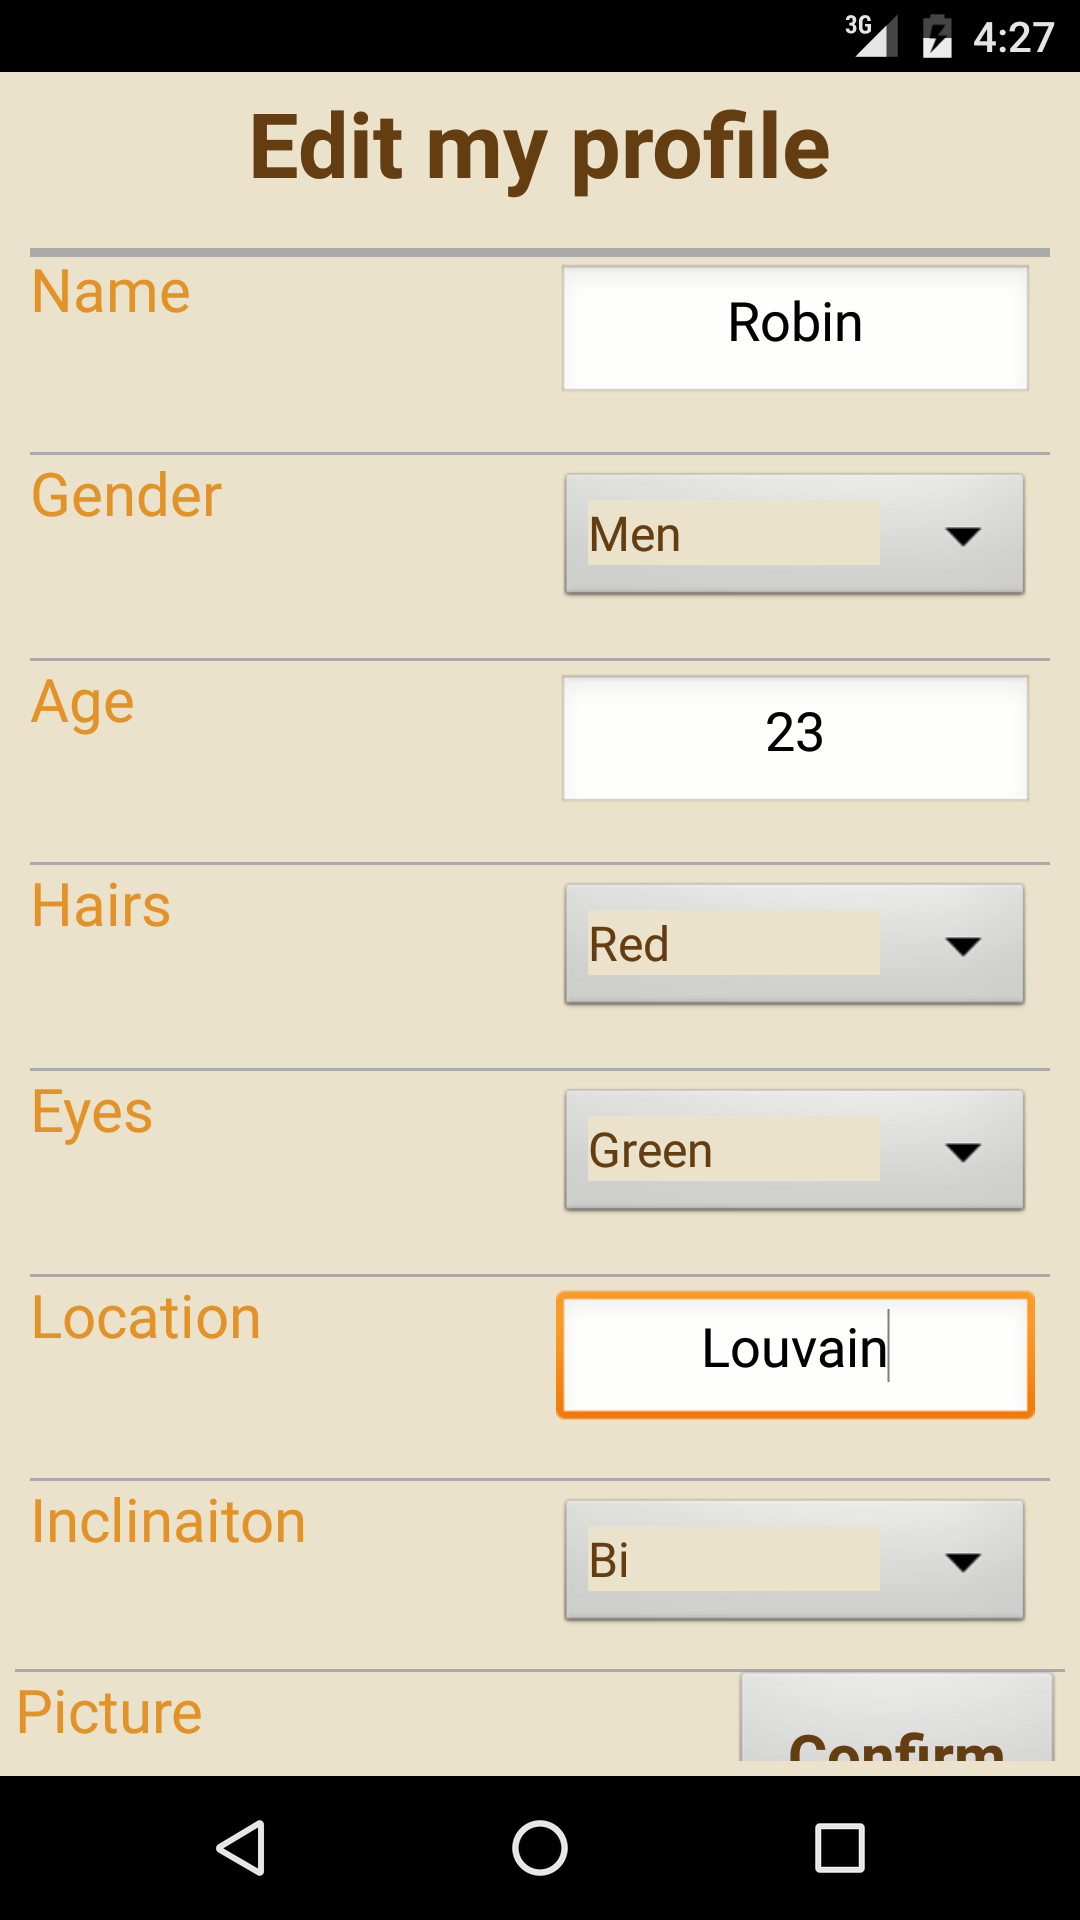 3G 4:27
Edit my profile
Name Robin
Gender Men
Age 23
Hairs Red
Eyes Green
Location Louvain
Inclinaiton Bi
Picture Confirm